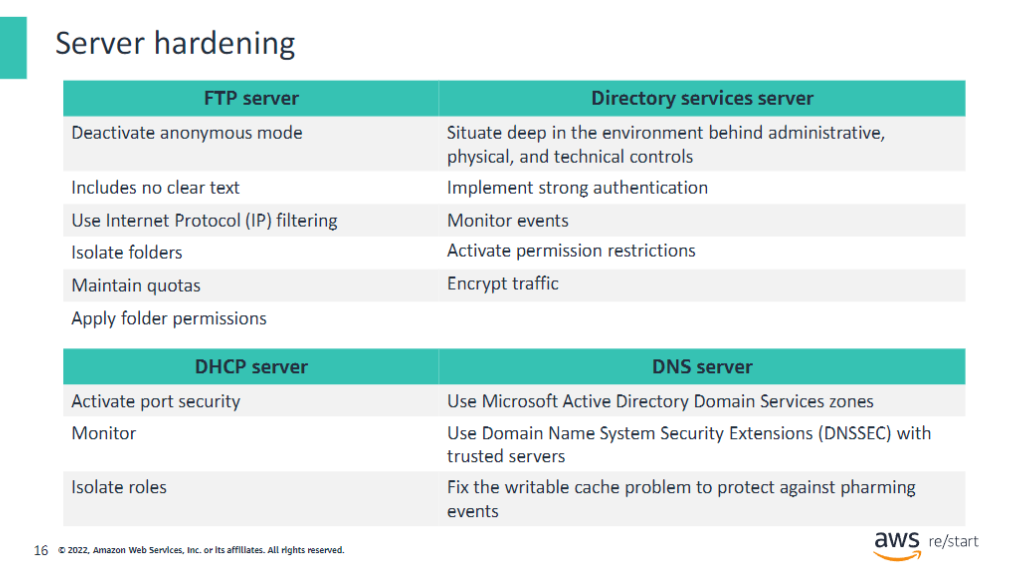 Server hardening
FTP server
Directory services server
Deactivate anonymous mode
Situate deep in the environment behind administrative,
physical, and technical controls
Includes no clear text
Implement strong authentication
Use Internet Protocol (IP) filtering
Monitor events
Isolate folders
Activate permission restrictions
Maintain quotas
Encrypt traffic
Apply folder permissions
DHCP server
DNS server
Activate port security
Use Microsoft Active Directory Domain Services zones
Monitor
Use Domain Name System Security Extensions (DNSSEC) with
trusted servers
Isolate roles
Fix the writable cache problem to protect against pharming
events
16
© 2022, Amazon Web Services, Inc. or its affiliates. All rights reserved.
aws re/start